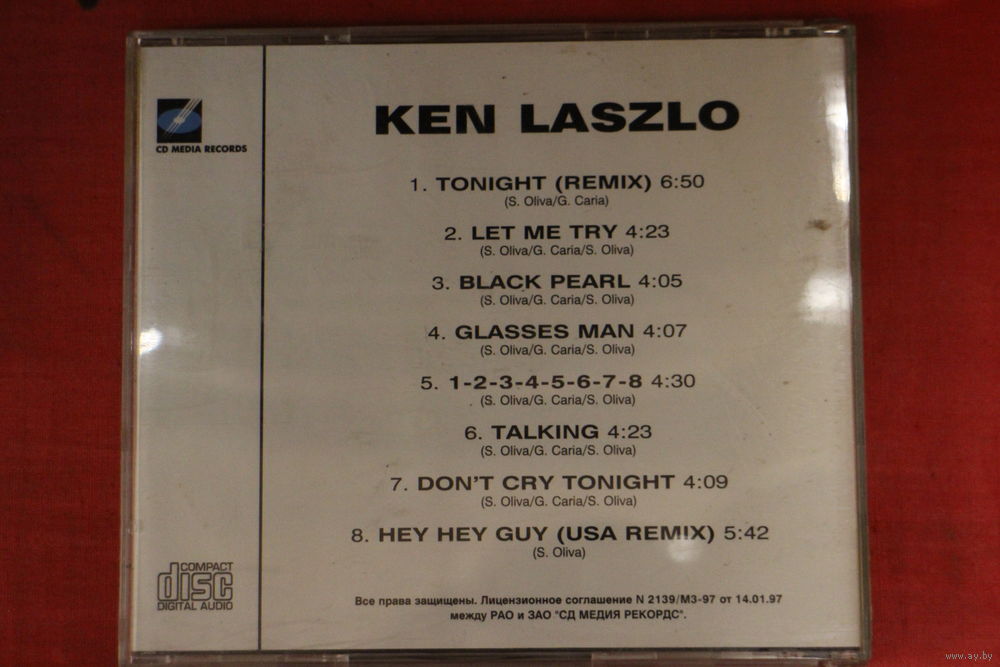 KEN LASZLO
CD MEDIA RECORDS
1. TONIGHT (REMIX) 6:50
(S. Oliva/G. Caria)
2. LET ME TRY 4:23
(S. Oliva/G. Caria/S. Oliva)
3. BLACK PEARL 4:05
(S. Oliva/G. Caria/S. Oliva)
4. GLASSES MAN 4:07
(S. Oliva/G. Caria/S. Oliva)
5. 1-2-3-4-5-6-7-8 4:30
(S. Oliva/G. Caria/S. Oliva)
6. TALKING 4:23
(S. Oliva/G. Caria/S. Oliva)
7. DON'T CRY TONIGHT 4:09
(S. Oliva/G. Caria/S. Oliva)
8. HEY HEY GUY (USA REMIX) 5:42
(S. Oliva)
COMPACT
disc
DIGITAL AUDIO
Все права защищены. Лицензионное соглашение N 2139/МЗ-97 от 14.01.97
между РАО и ЗАО "СД МЕДИЯ РЕКОРДС".
www.ay.by